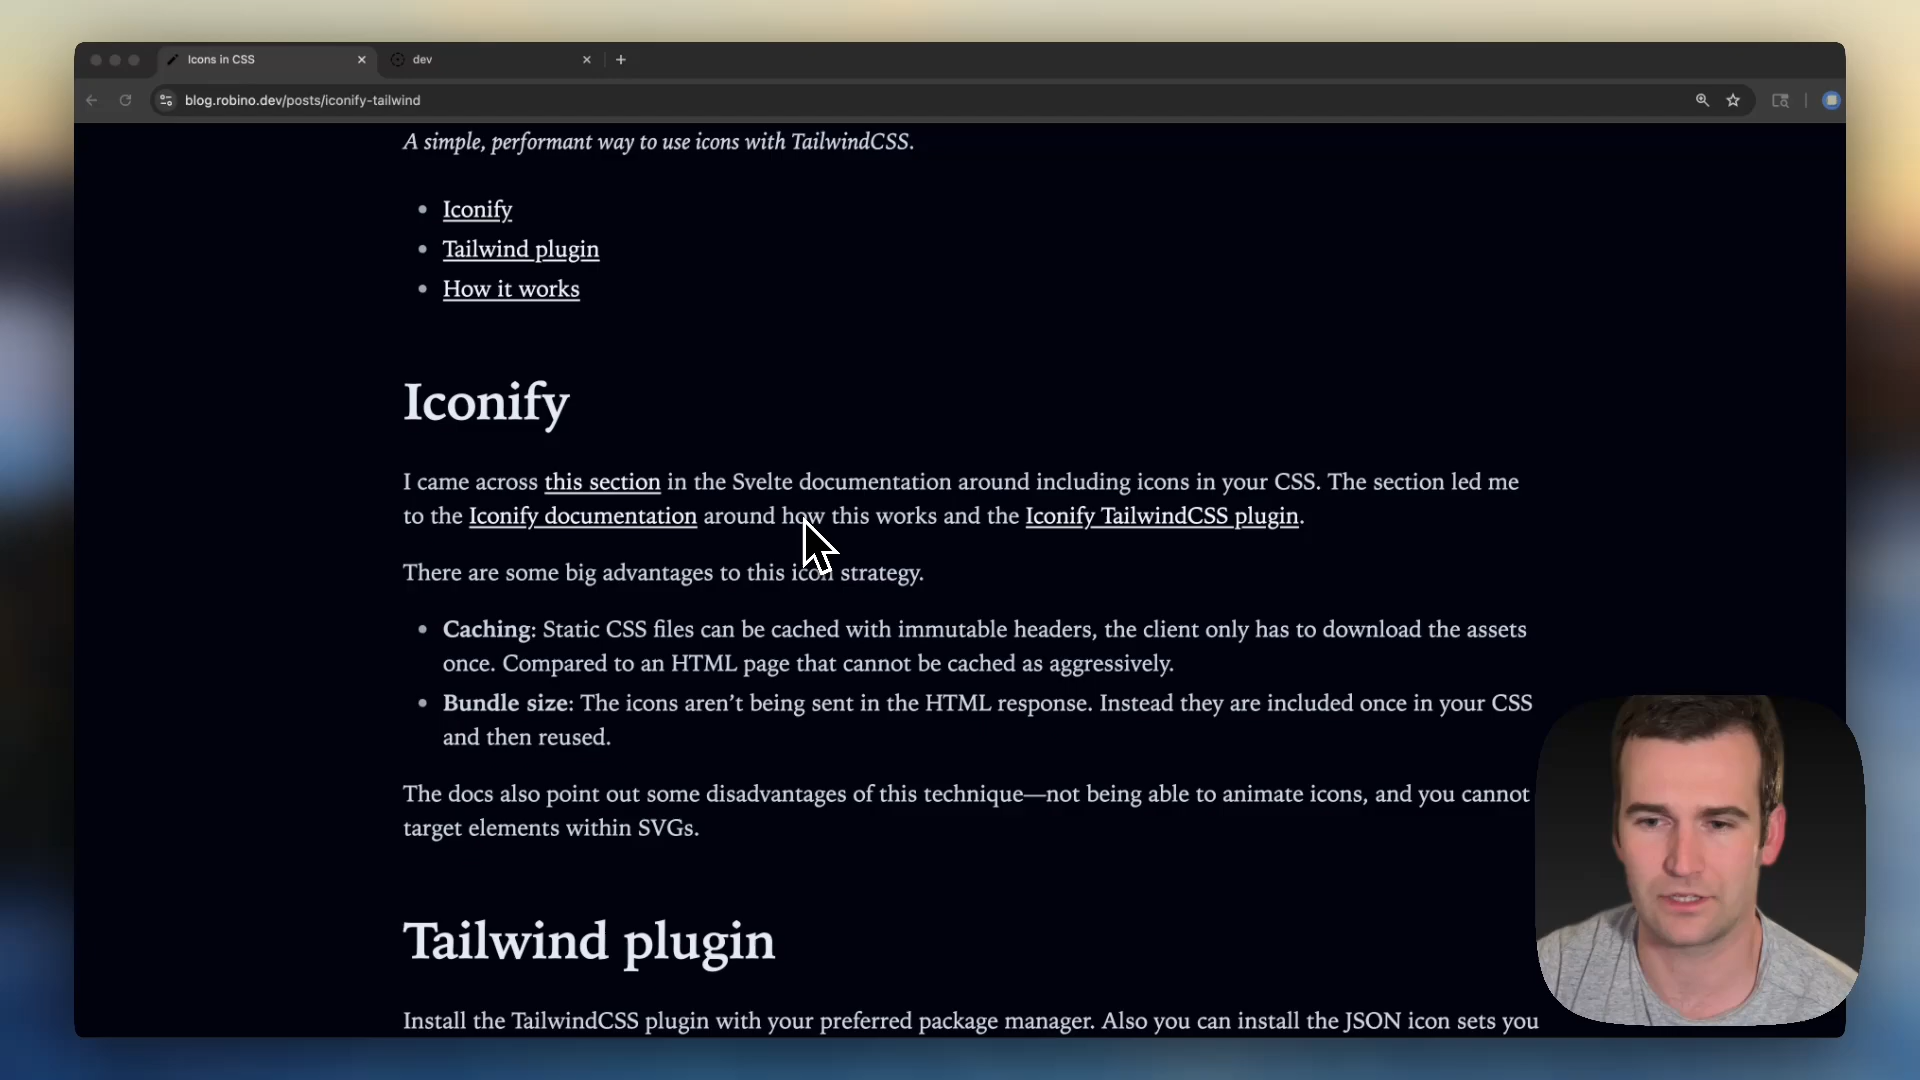 Icons in CSS
dev
blog.robino.dev/posts/iconify-tailwind
A simple, performant way to use icons with TailwindCSS.
Iconify
Tailwind plugin
How it works
Iconify
I came across this section in the Svelte documentation around including icons in your CSS. The section led me
to the Iconify documentation around how this works and the Iconify TailwindCSS plugin.
There are some big advantages to this icon strategy.
Caching: Static CSS files can be cached with immutable headers, the client only has to download the assets
once. Compared to an HTML page that cannot be cached as aggressively.
Bundle size: The icons aren’t being sent in the HTML response. Instead they are included once in your CSS
and then reused.
The docs also point out some disadvantages of this technique—not being able to animate icons, and you cannot
target elements within SVGs.
Tailwind plugin
Install the TailwindCSS plugin with your preferred package manager. Also you can install the JSON icon sets you